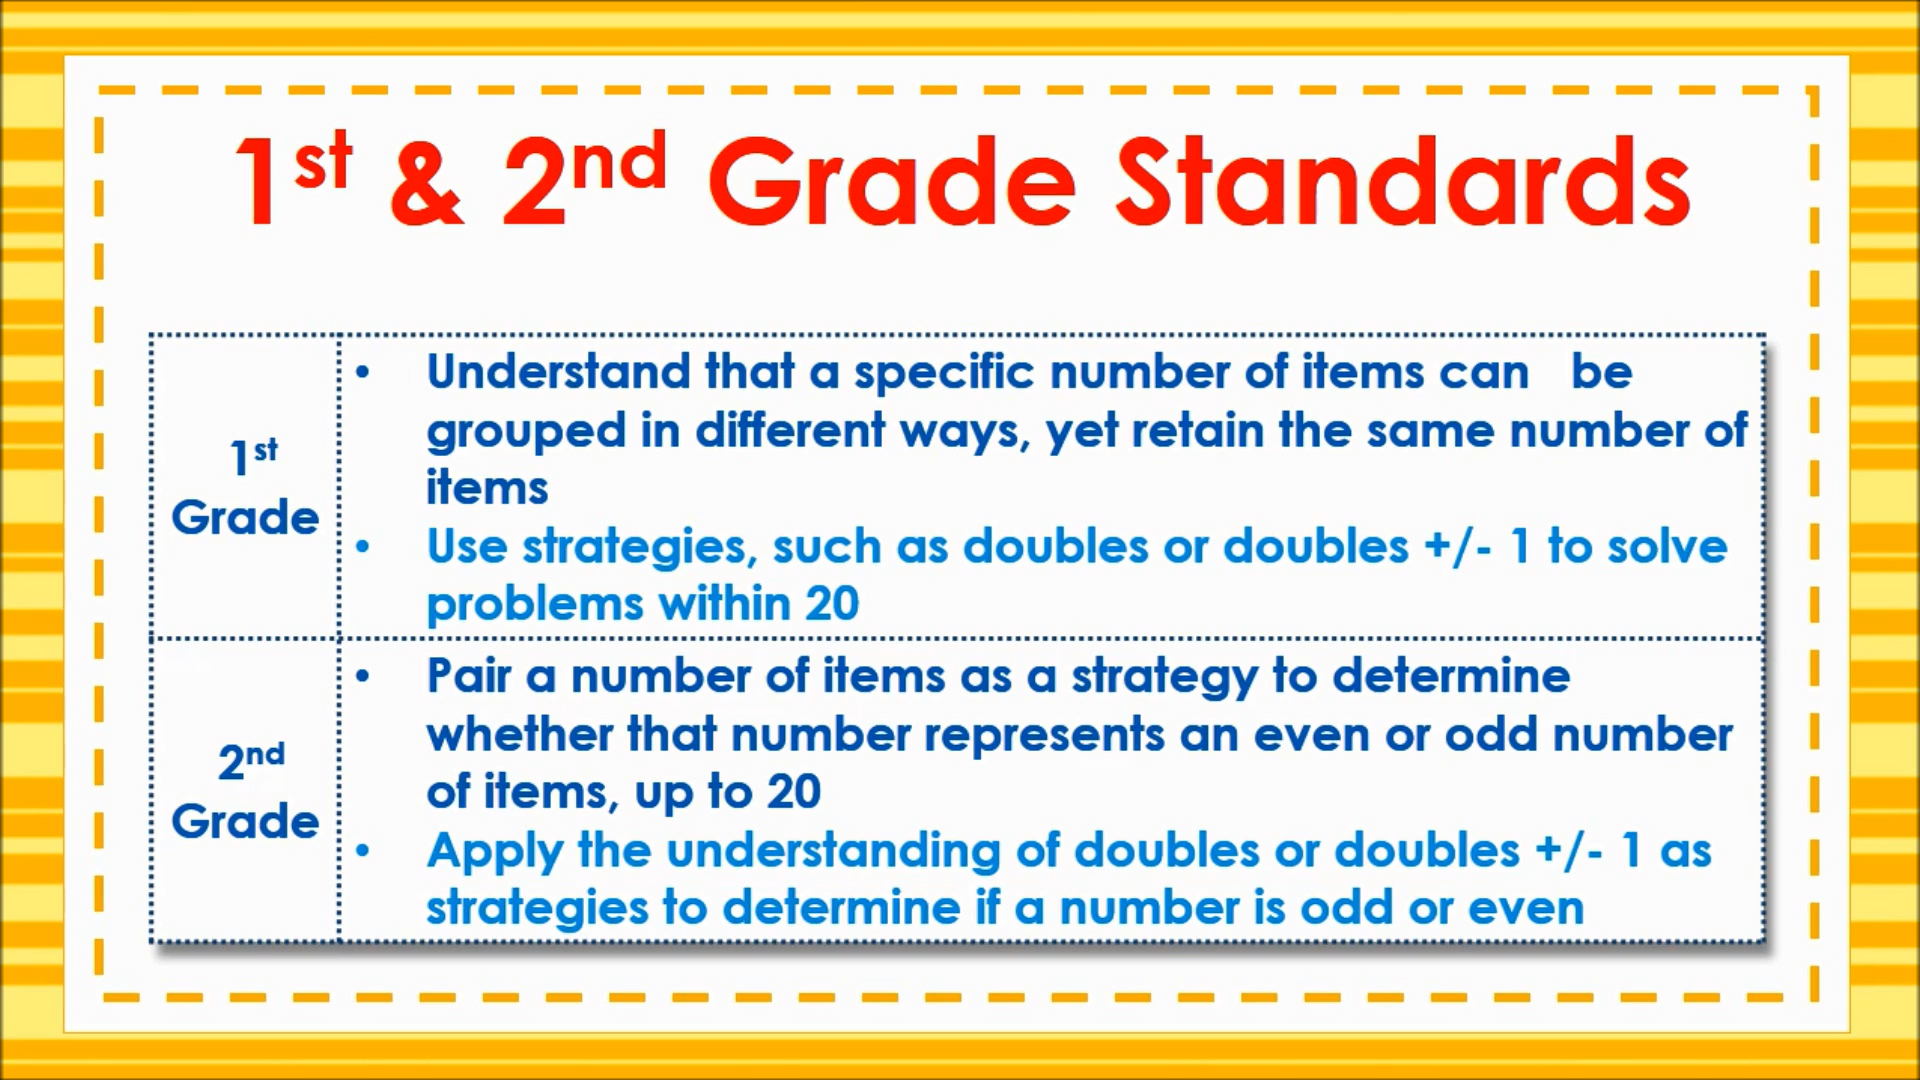 1st & 2nd Grade Standards
1st
Grade
• Understand that a specific number of items can be
grouped in different ways, yet retain the same number of
items
• Use strategies, such as doubles or doubles +/- 1 to solve
problems within 20
2nd
Grade
• Pair a number of items as a strategy to determine
whether that number represents an even or odd number
of items, up to 20
• Apply the understanding of doubles or doubles +/- 1 as
strategies to determine if a number is odd or even